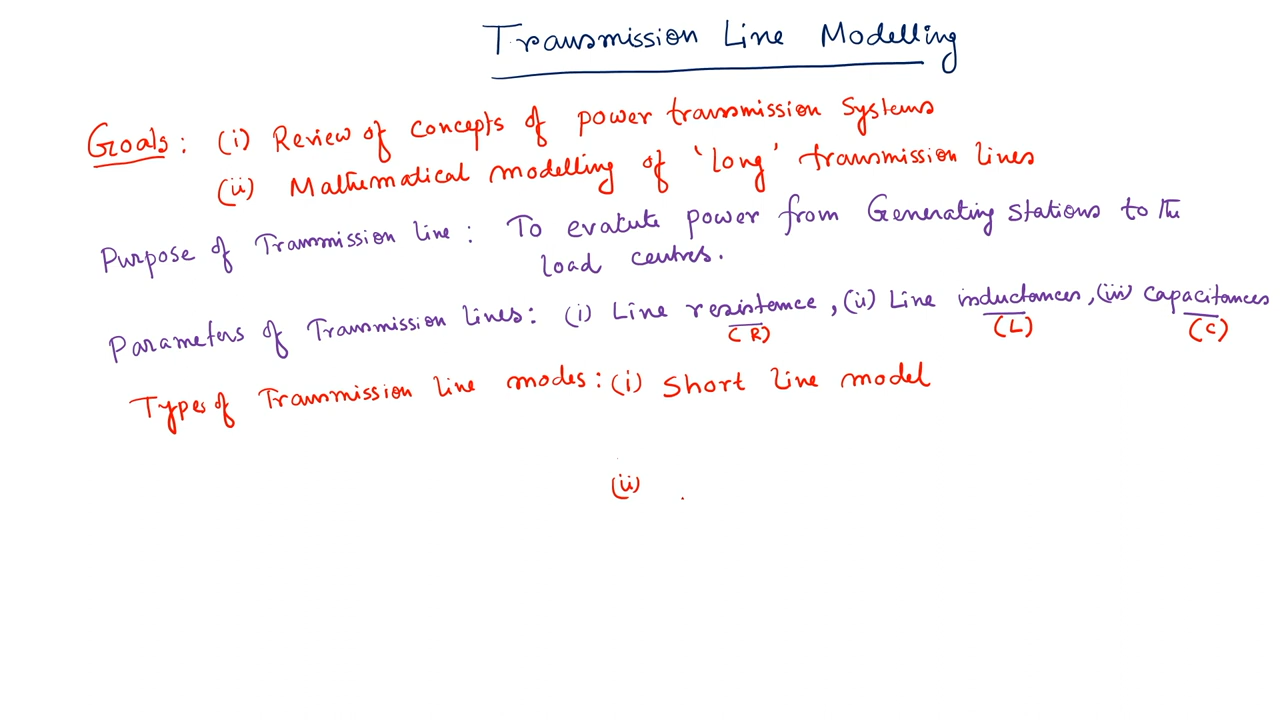 Transmission Line Modelling
Goals: (i) Review of concepts of power transmission systems
(ii) Mathematical modelling of 'long' transmission lines
Purpose of Transmission line: To evacute power from Generating stations to the
load centres.
Parameters of Transmission lines: (i) Line resistance, (ii) Line inductances, (iii) capacitances
(R) (L) (C)
Types of Transmission line modes: (i) Short line model
(ii)